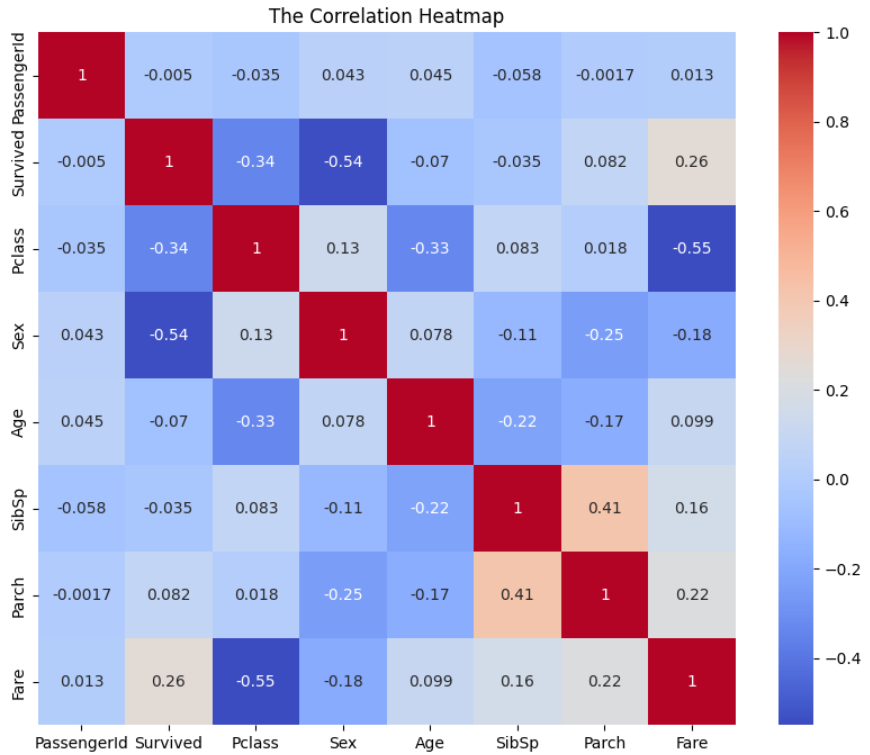 The Correlation Heatmap
PassengerId 1 -0.005 -0.035 0.043 0.045 -0.058 -0.0017 0.013
Survived -0.005 1 -0.34 -0.54 -0.07 -0.035 0.082 0.26
Pclass -0.035 -0.34 1 0.13 -0.33 0.083 0.018 -0.55
Sex 0.043 -0.54 0.13 1 0.078 -0.11 -0.25 -0.18
Age 0.045 -0.07 -0.33 0.078 1 -0.22 -0.17 0.099
SibSp -0.058 -0.035 0.083 -0.11 -0.22 1 0.41 0.16
Parch -0.0017 0.082 0.018 -0.25 -0.17 0.41 1 0.22
Fare 0.013 0.26 -0.55 -0.18 0.099 0.16 0.22 1
PassengerId Survived Pclass Sex Age SibSp Parch Fare
1.0
0.8
0.6
0.4
0.2
0.0
−0.2
−0.4